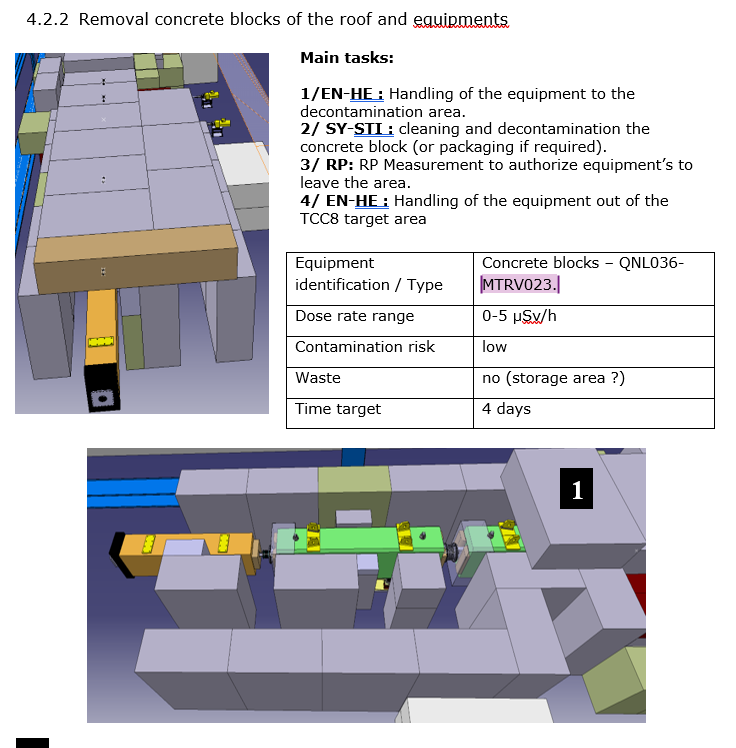 4.2.2 Removal concrete blocks of the roof and equipments
Main tasks:
1/EN-HE : Handling of the equipment to the
decontamination area.
2/ SY-STI : cleaning and decontamination the
concrete block (or packaging if required).
3/ RP: RP Measurement to authorize equipment's to
leave the area.
4/ EN-HE : Handling of the equipment out of the
TCC8 target area
Equipment
identification / Type
Concrete blocks – QNL036-
MTRV023.
Dose rate range
0-5 µSv/h
Contamination risk
low
Waste
no (storage area ?)
Time target
4 days
1